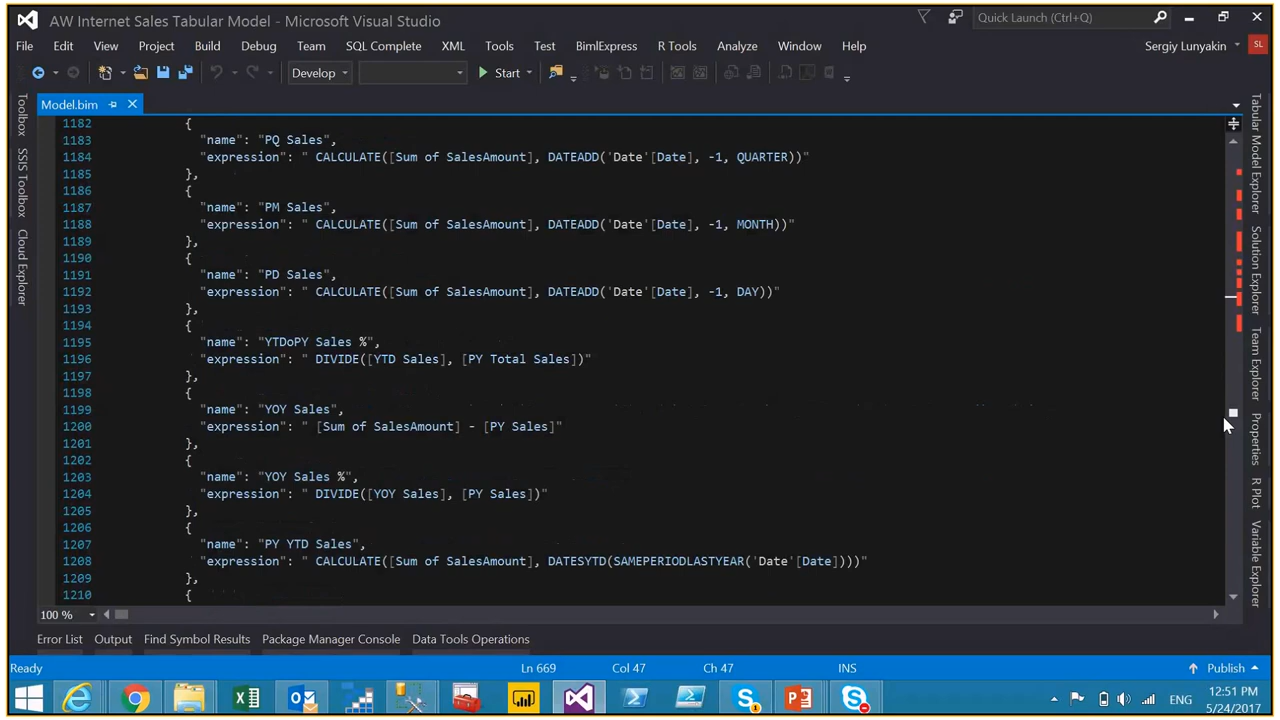 AW Internet Sales Tabular Model - Microsoft Visual Studio
Quick Launch (Ctrl+Q)
File Edit View Project Build Debug Team SQL Complete XML Tools Test BimlExpress R Tools Analyze Window Help
Sergiy Lunyakin SL
Develop Start
Model.bim
1182 {
1183 "name": "PQ Sales",
1184 "expression": " CALCULATE([Sum of SalesAmount], DATEADD('Date'[Date], -1, QUARTER))"
1185 },
1186 {
1187 "name": "PM Sales",
1188 "expression": " CALCULATE([Sum of SalesAmount], DATEADD('Date'[Date], -1, MONTH))"
1189 },
1190 {
1191 "name": "PD Sales",
1192 "expression": " CALCULATE([Sum of SalesAmount], DATEADD('Date'[Date], -1, DAY))"
1193 },
1194 {
1195 "name": "YTDoPY Sales %",
1196 "expression": " DIVIDE([YTD Sales], [PY Total Sales])"
1197 },
1198 {
1199 "name": "YOY Sales",
1200 "expression": " [Sum of SalesAmount] - [PY Sales]"
1201 },
1202 {
1203 "name": "YOY Sales %",
1204 "expression": " DIVIDE([YOY Sales], [PY Sales])"
1205 },
1206 {
1207 "name": "PY YTD Sales",
1208 "expression": " CALCULATE([Sum of SalesAmount], DATESYTD(SAMEPERIODLASTYEAR('Date'[Date])))"
1209 },
1210 {
Toolbox
SSIS Toolbox
Cloud Explorer
Tabular Model Explorer
Solution Explorer
Team Explorer
Properties
R Plot
Variable Explorer
100 %
Error List Output Find Symbol Results Package Manager Console Data Tools Operations
Ready Ln 669 Col 47 Ch 47 INS Publish
ENG
12:51 PM
5/24/2017